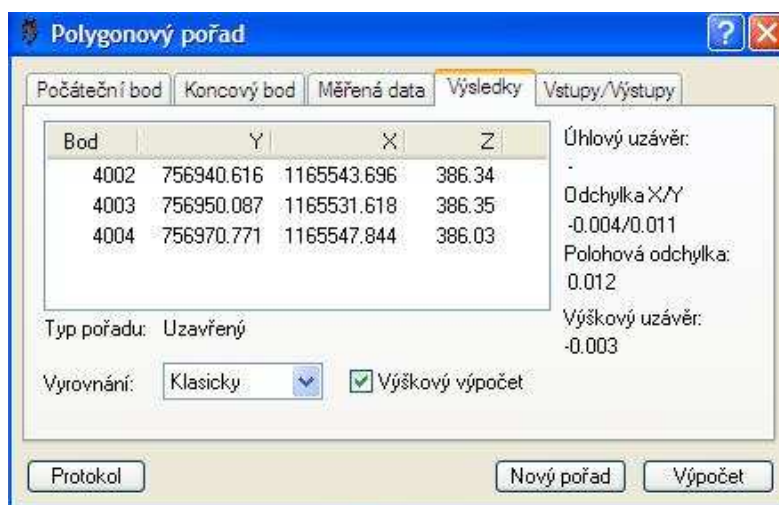 Polygonový pořad
Počáteční bod Koncový bod Měřená data Výsledky Vstupy/Výstupy
Bod Y X Z
4002 756940.616 1165543.696 386.34
4003 756950.087 1165531.618 386.35
4004 756970.771 1165547.844 386.03
Úhlový uzávěr:
-
Odchylka X/Y
-0.004/0.011
Polohová odchylka:
0.012
Výškový uzávěr:
-0.003
Typ pořadu: Uzavřený
Vyrovnání: Klasicky Výškový výpočet
Protokol Nový pořad Výpočet